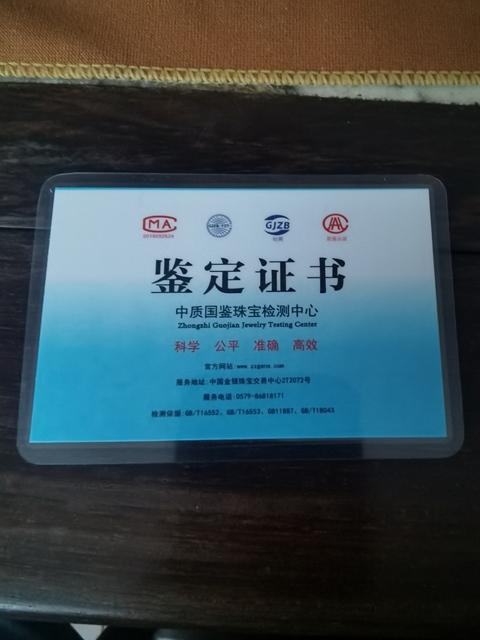 MA
GJZB
鉴定证书
中质国鉴珠宝检测中心
Zhongzhi Guojian Jewelry Testing Center
科学 公平 准确 高效
官方网站:www.zzgems.com
服务地址:中国金银珠宝交易中心2T2072号
服务电话:0579-86818171
检测依据:GB/T16552、GB/T16553、GB11887、GB/T18043